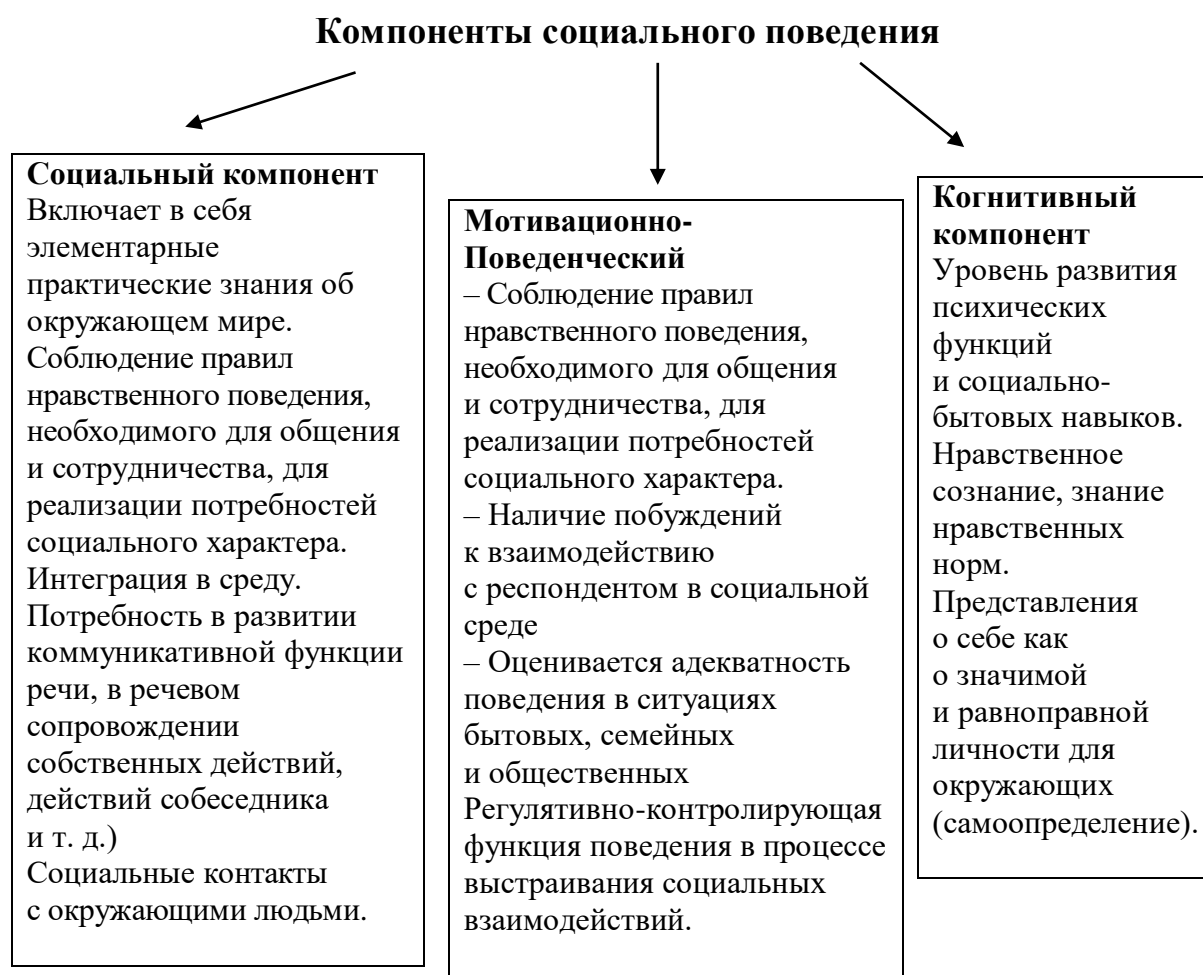 Компоненты социального поведения
Социальный компонент
Включает в себя
элементарные
практические знания об
окружающем мире.
Соблюдение правил
нравственного поведения,
необходимого для общения
и сотрудничества, для
реализации потребностей
социального характера.
Интеграция в среду.
Потребность в развитии
коммуникативной функции
речи, в речевом
сопровождении
собственных действий,
действий собеседника
и т. д.)
Социальные контакты
с окружающими людьми.
Мотивационно-
Поведенческий
– Соблюдение правил
нравственного поведения,
необходимого для общения
и сотрудничества, для
реализации потребностей
социального характера.
– Наличие побуждений
к взаимодействию
с респондентом в социальной
среде
– Оценивается адекватность
поведения в ситуациях
бытовых, семейных
и общественных
Регулятивно-контролирующая
функция поведения в процессе
выстраивания социальных
взаимодействий.
Когнитивный
компонент
Уровень развития
психических
функций
и социально-
бытовых навыков.
Нравственное
сознание, знание
нравственных
норм.
Представления
о себе как
о значимой
и равноправной
личности для
окружающих
(самоопределение).